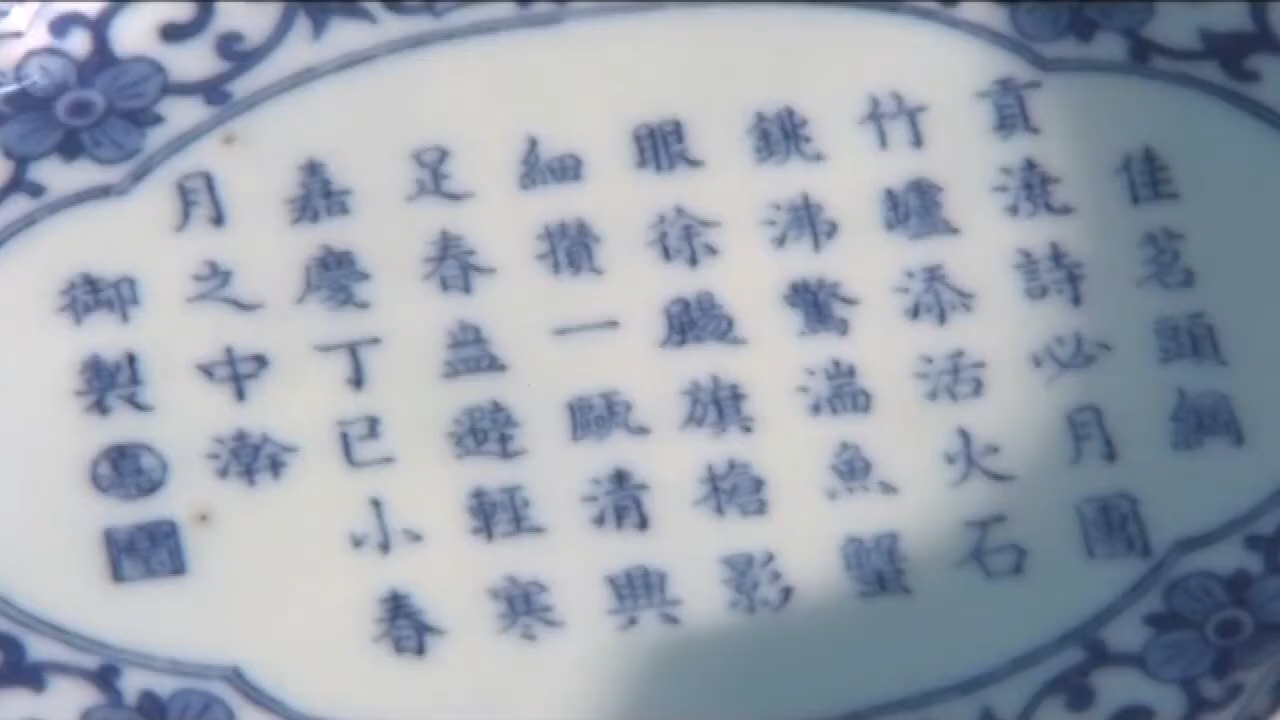 佳茗頭綱
貢澆詩必月團
竹爐添活火石
銚沸驚湍魚蟹
眼徐颺旗槍影
細攢一甌清興
足春盎避輕寒
嘉慶丁巳小春
月之中澣
御製